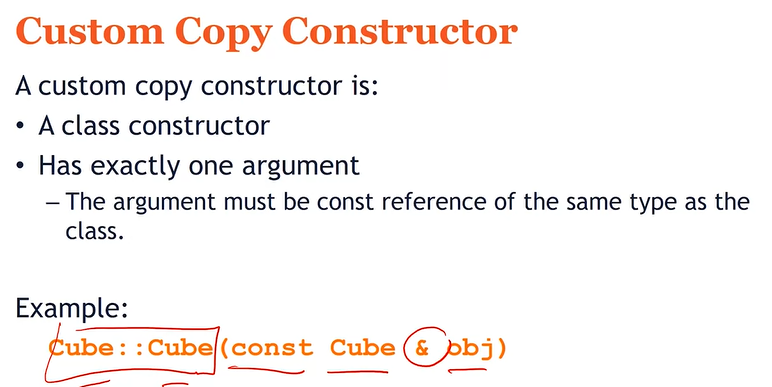 Custom Copy Constructor
A custom copy constructor is:
• A class constructor
• Has exactly one argument
– The argument must be const reference of the same type as the
class.
Example:
Cube::Cube(const Cube & obj)